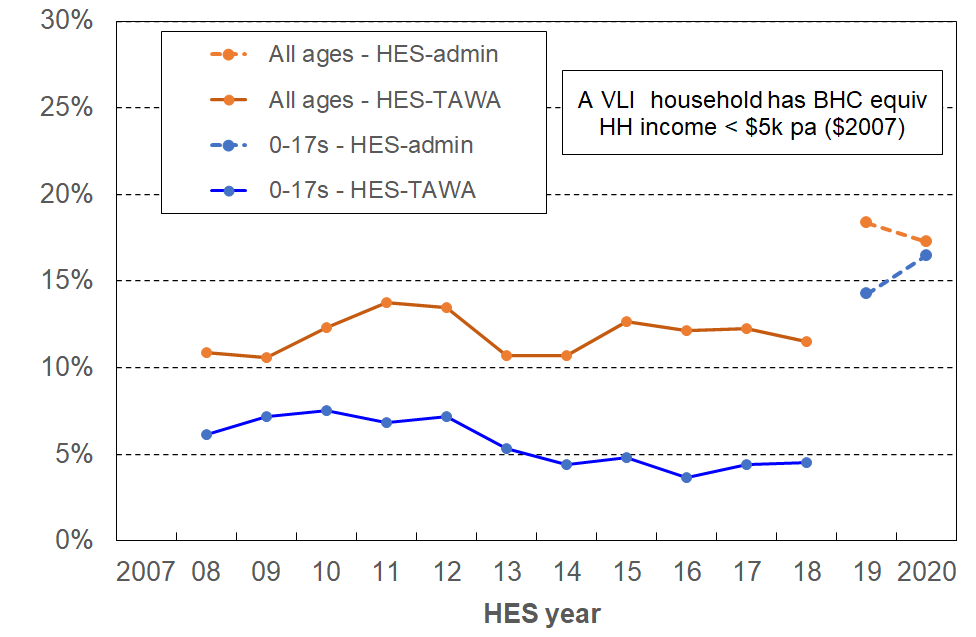 30%
25%
20%
15%
10%
5%
0%
All ages - HES-admin
All ages - HES-TAWA
0-17s - HES-admin
0-17s - HES-TAWA
A VLI household has BHC equiv
HH income < $5k pa ($2007)
2007 08 09 10 11 12 13 14 15 16 17 18 19 2020
HES year